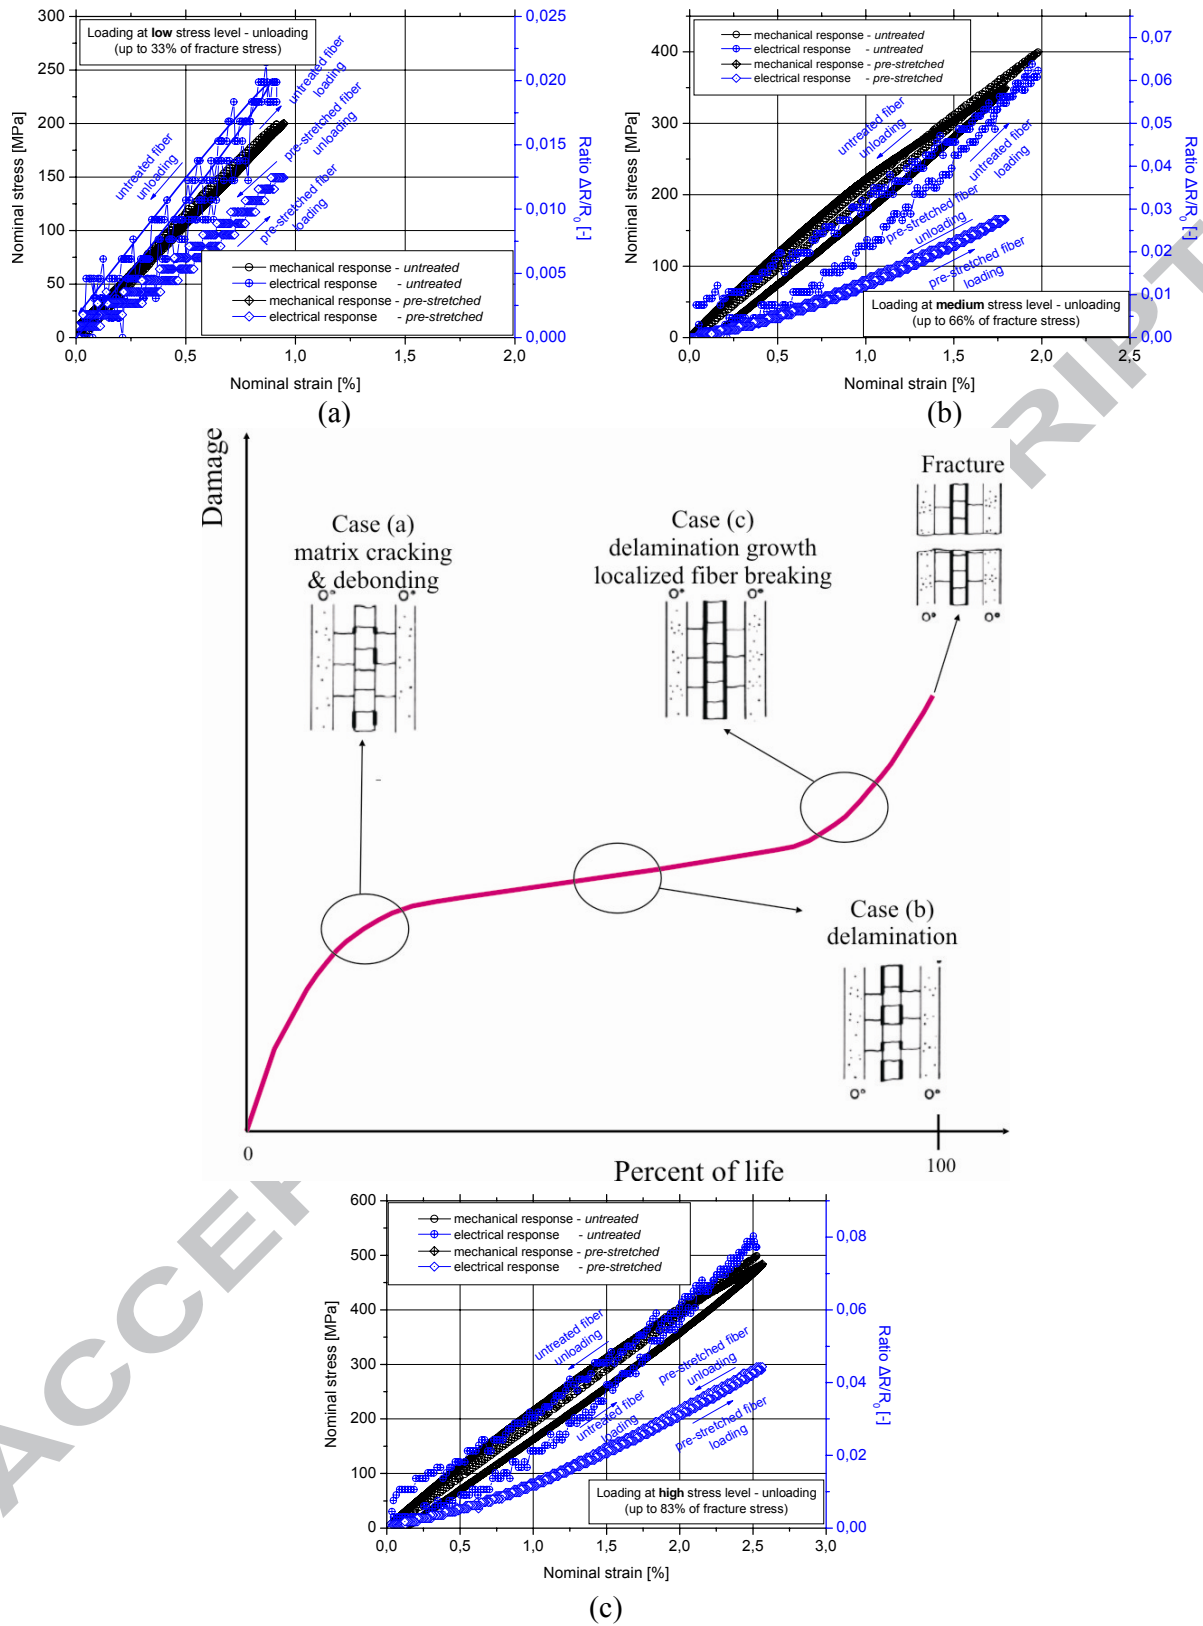 Loading at low stress level - unloading
(up to 33% of fracture stress)
Nominal stress [MPa]
300
250
200
150
100
50
0
0,025
0,020
0,015
0,010
0,005
0,000
Ratio ΔR/R0 [-]
untreated fiber
loading
pre-stretched fiber
unloading
untreated fiber
unloading
pre-stretched fiber
loading
mechanical response - untreated
electrical response - untreated
mechanical response - pre-stretched
electrical response - pre-stretched
0,0 0,5 1,0 1,5 2,0
Nominal strain [%]
(a)
mechanical response - untreated
electrical response - untreated
mechanical response - pre-stretched
electrical response - pre-stretched
Nominal stress [MPa]
400
300
200
100
0
0,07
0,06
0,05
0,04
0,03
0,02
0,01
0,00
Ratio ΔR/R0 [-]
untreated fiber
unloading
untreated fiber
loading
pre-stretched fiber
unloading
pre-stretched fiber
loading
Loading at medium stress level - unloading
(up to 66% of fracture stress)
0,0 0,5 1,0 1,5 2,0 2,5
Nominal strain [%]
(b)
Damage
Case (a)
matrix cracking
& debonding
0° 0°
Case (c)
delamination growth
localized fiber breaking
0° 0°
Fracture
0° 0°
Case (b)
delamination
0° 0°
0
100
Percent of life
mechanical response - untreated
electrical response - untreated
mechanical response - pre-stretched
electrical response - pre-stretched
Nominal stress [MPa]
600
500
400
300
200
100
0
0,08
0,06
0,04
0,02
0,00
Ratio ΔR/R0 [-]
untreated fiber
unloading
pre-stretched fiber
unloading
untreated fiber
loading
pre-stretched fiber
loading
Loading at high stress level - unloading
(up to 83% of fracture stress)
0,0 0,5 1,0 1,5 2,0 2,5 3,0
Nominal strain [%]
(c)